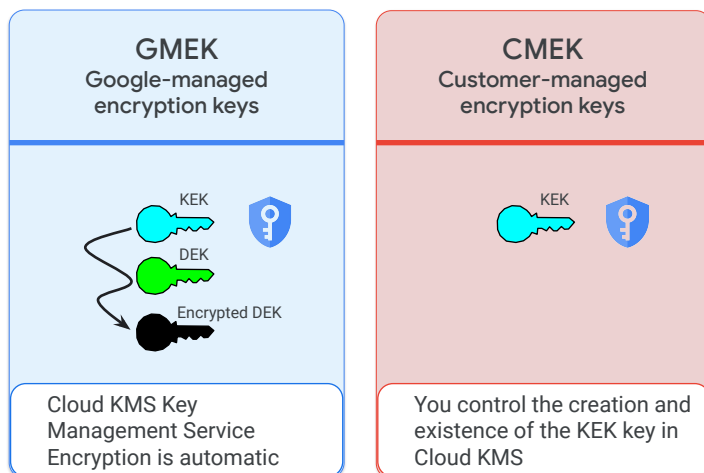 GMEK
Google-managed
encryption keys
KEK
DEK
Encrypted DEK
Cloud KMS Key
Management Service
Encryption is automatic
CMEK
Customer-managed
encryption keys
KEK
You control the creation and
existence of the KEK key in
Cloud KMS